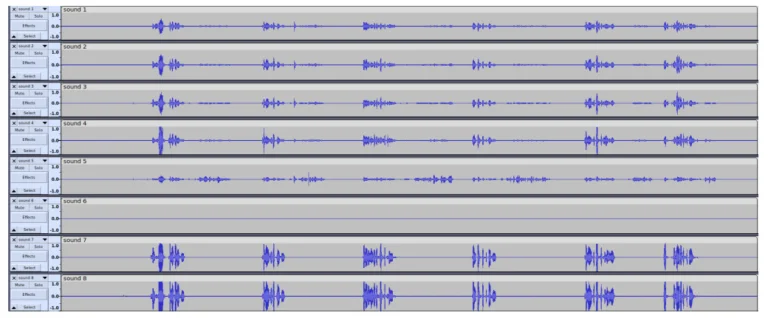 sound 1
sound 1
1.0
Mute Solo
Effects
0.0
Select
-1.0
sound 2
sound 2
1.0
Mute Solo
Effects
0.0
Select
-1.0
sound 3
sound 3
1.0
Mute Solo
Effects
0.0
Select
-1.0
sound 4
sound 4
1.0
Mute Solo
Effects
0.0
Select
-1.0
sound 5
sound 5
1.0
Mute Solo
Effects
0.0
Select
-1.0
sound 6
sound 6
1.0
Mute Solo
Effects
0.0
Select
-1.0
sound 7
sound 7
1.0
Mute Solo
Effects
0.0
Select
-1.0
sound 8
sound 8
1.0
Mute Solo
Effects
0.0
Select
-1.0